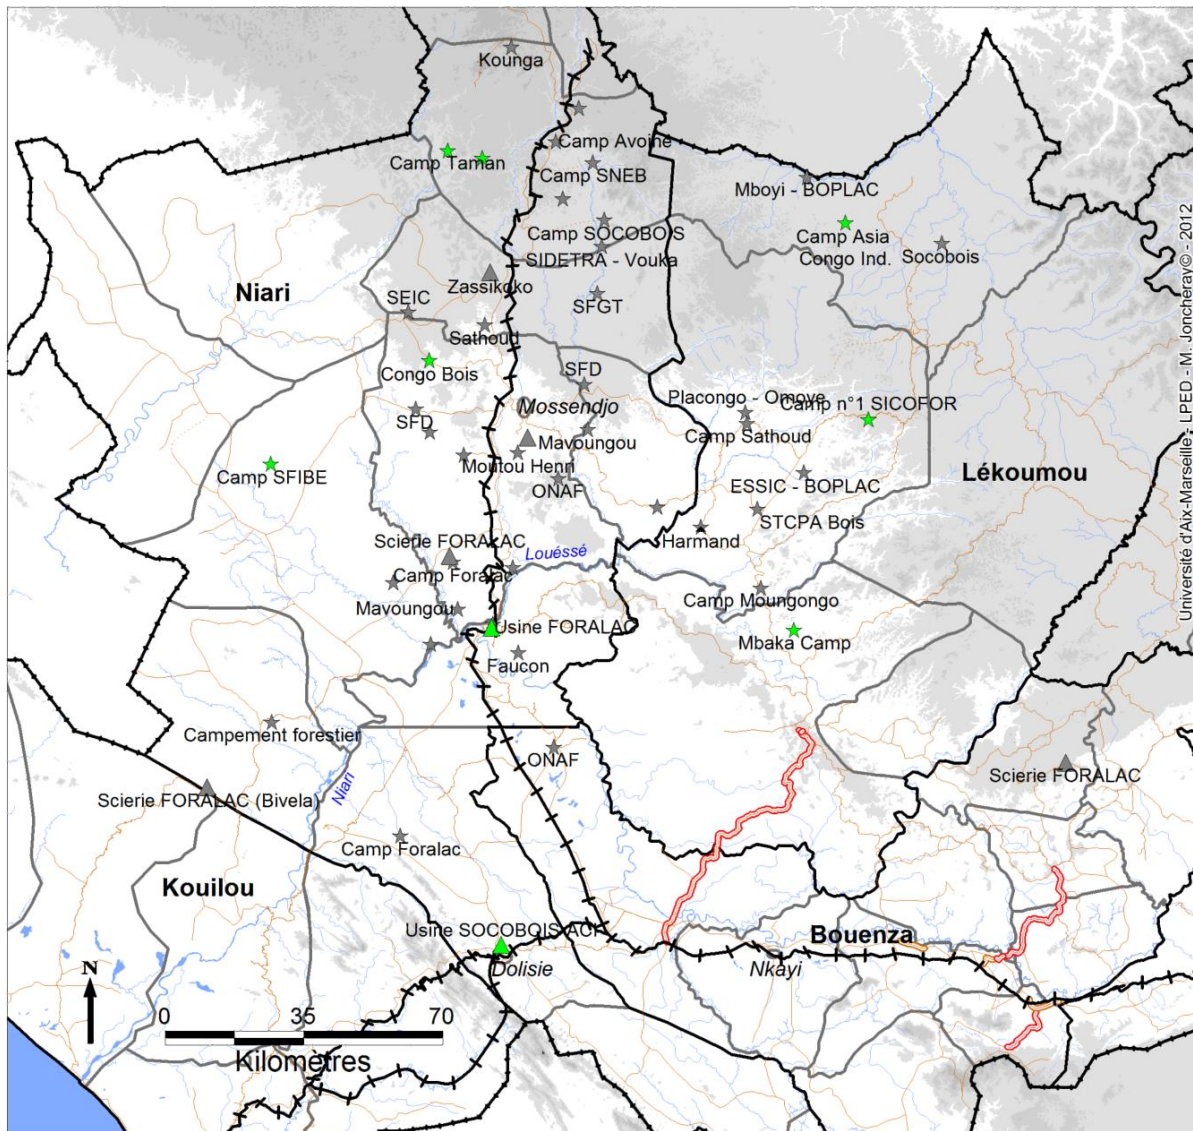 Kounga
Camp Avoine
Camp Taman
Camp SNEB
Mboyi - BOPLAC
Camp SOCOBOIS
Camp Asia
Congo Ind.
Socobois
SIDETRA - Vouka
Zassikoko
Niari
SEIC
SFGT
Sathoud
Congo Bois
SFD
Mossendjo
Placongo - Omoye
Camp n°1 SICOFOR
SFD
Mavoungou
Camp Sathoud
Moutou Henri
Camp SFIBE
Lékoumou
ONAF
ESSIC - BOPLAC
STCPA Bois
Harmand
Scierie FORALAC
Louéssé
Camp Foralac
Mavoungou
Camp Moungongo
Usine FORALAC
Mbaka Camp
Faucon
Campement forestier
ONAF
Scierie FORALAC
Niari
Scierie FORALAC (Bivela)
Camp Foralac
Kouilou
Usine SOCOBOIS ACI
Bouenza
Dolisie
Nkayi
N
0 35 70
Kilomètres
Université d'Aix-Marseille - LPED - M. Joncheray© - 2012